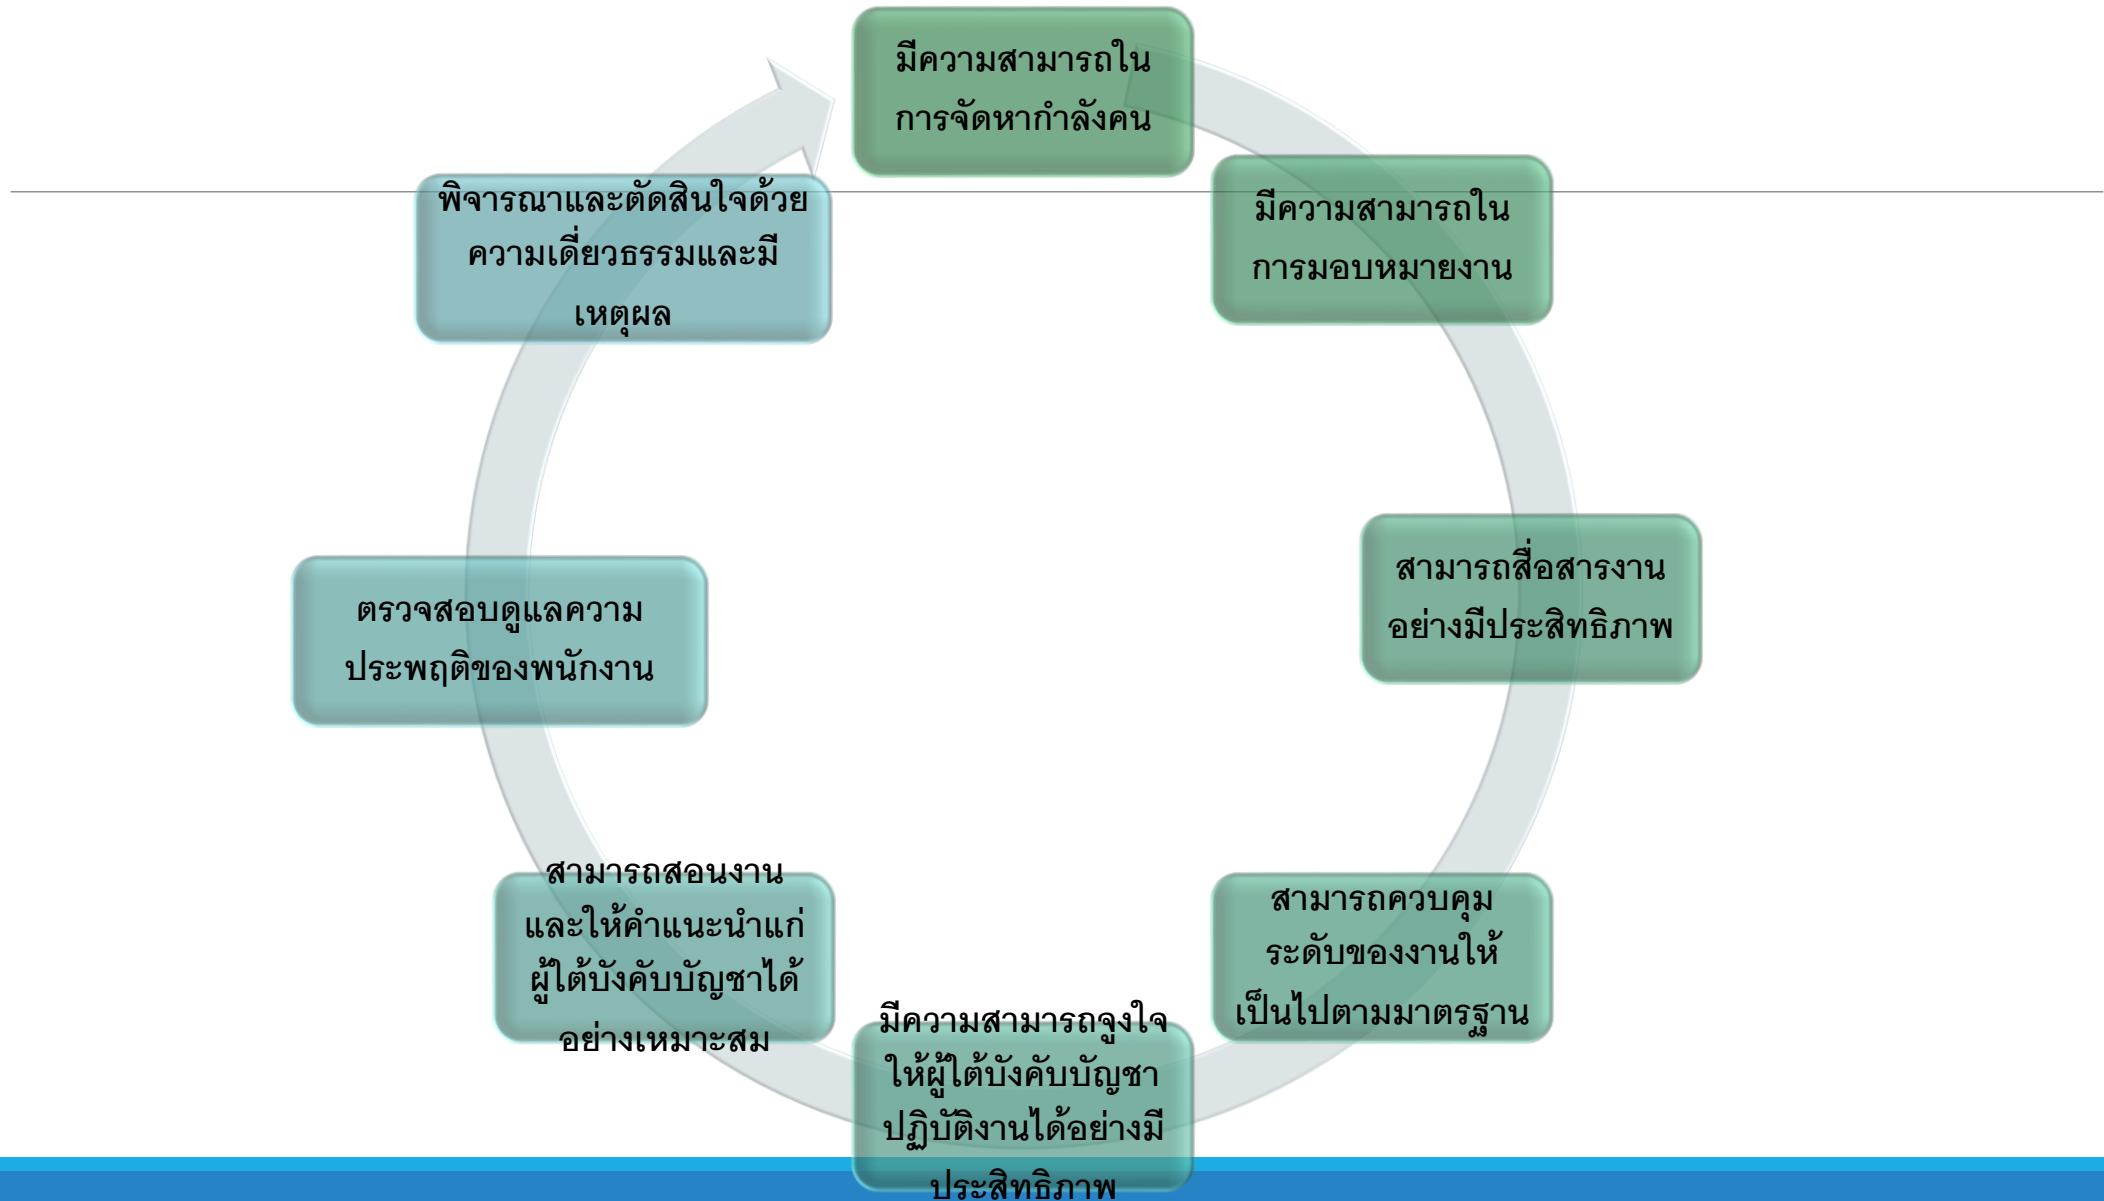 มีความสามารถใน
การจัดหากำลังคน
มีความสามารถใน
การมอบหมายงาน
สามารถสื่อสารงาน
อย่างมีประสิทธิภาพ
สามารถควบคุม
ระดับของงานให้
เป็นไปตามมาตรฐาน
มีความสามารถจูงใจ
ให้ผู้ใต้บังคับบัญชา
ปฏิบัติงานได้อย่างมี
ประสิทธิภาพ
สามารถสอนงาน
และให้คำแนะนำแก่
ผู้ใต้บังคับบัญชาได้
อย่างเหมาะสม
ตรวจสอบดูแลความ
ประพฤติของพนักงาน
พิจารณาและตัดสินใจด้วย
ความเดี่ยวธรรมและมี
เหตุผล